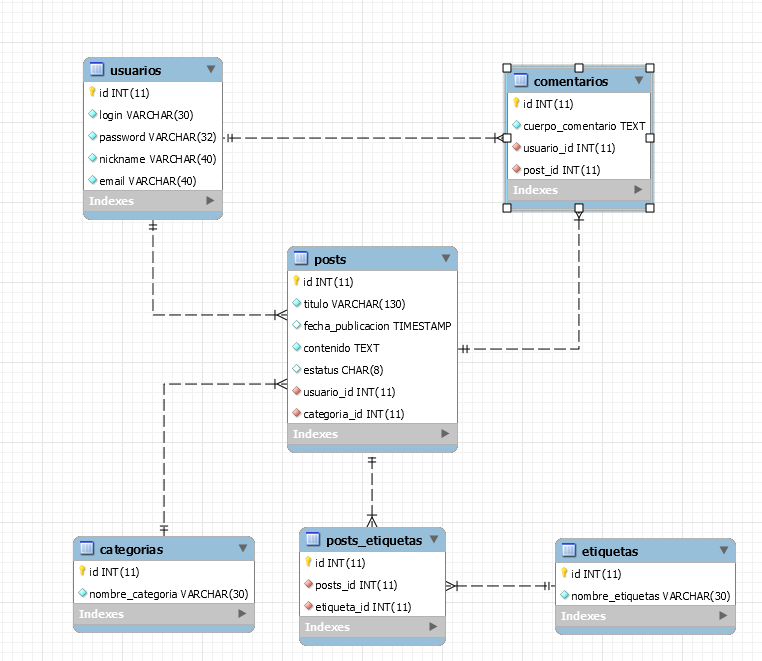 usuarios
id INT(11)
login VARCHAR(30)
password VARCHAR(32)
nickname VARCHAR(40)
email VARCHAR(40)
Indexes
comentarios
id INT(11)
cuerpo_comentario TEXT
usuario_id INT(11)
post_id INT(11)
Indexes
posts
id INT(11)
titulo VARCHAR(130)
fecha_publicacion TIMESTAMP
contenido TEXT
estatus CHAR(8)
usuario_id INT(11)
categoria_id INT(11)
Indexes
categorias
id INT(11)
nombre_categoria VARCHAR(30)
Indexes
posts_etiquetas
id INT(11)
posts_id INT(11)
etiqueta_id INT(11)
Indexes
etiquetas
id INT(11)
nombre_etiquetas VARCHAR(30)
Indexes